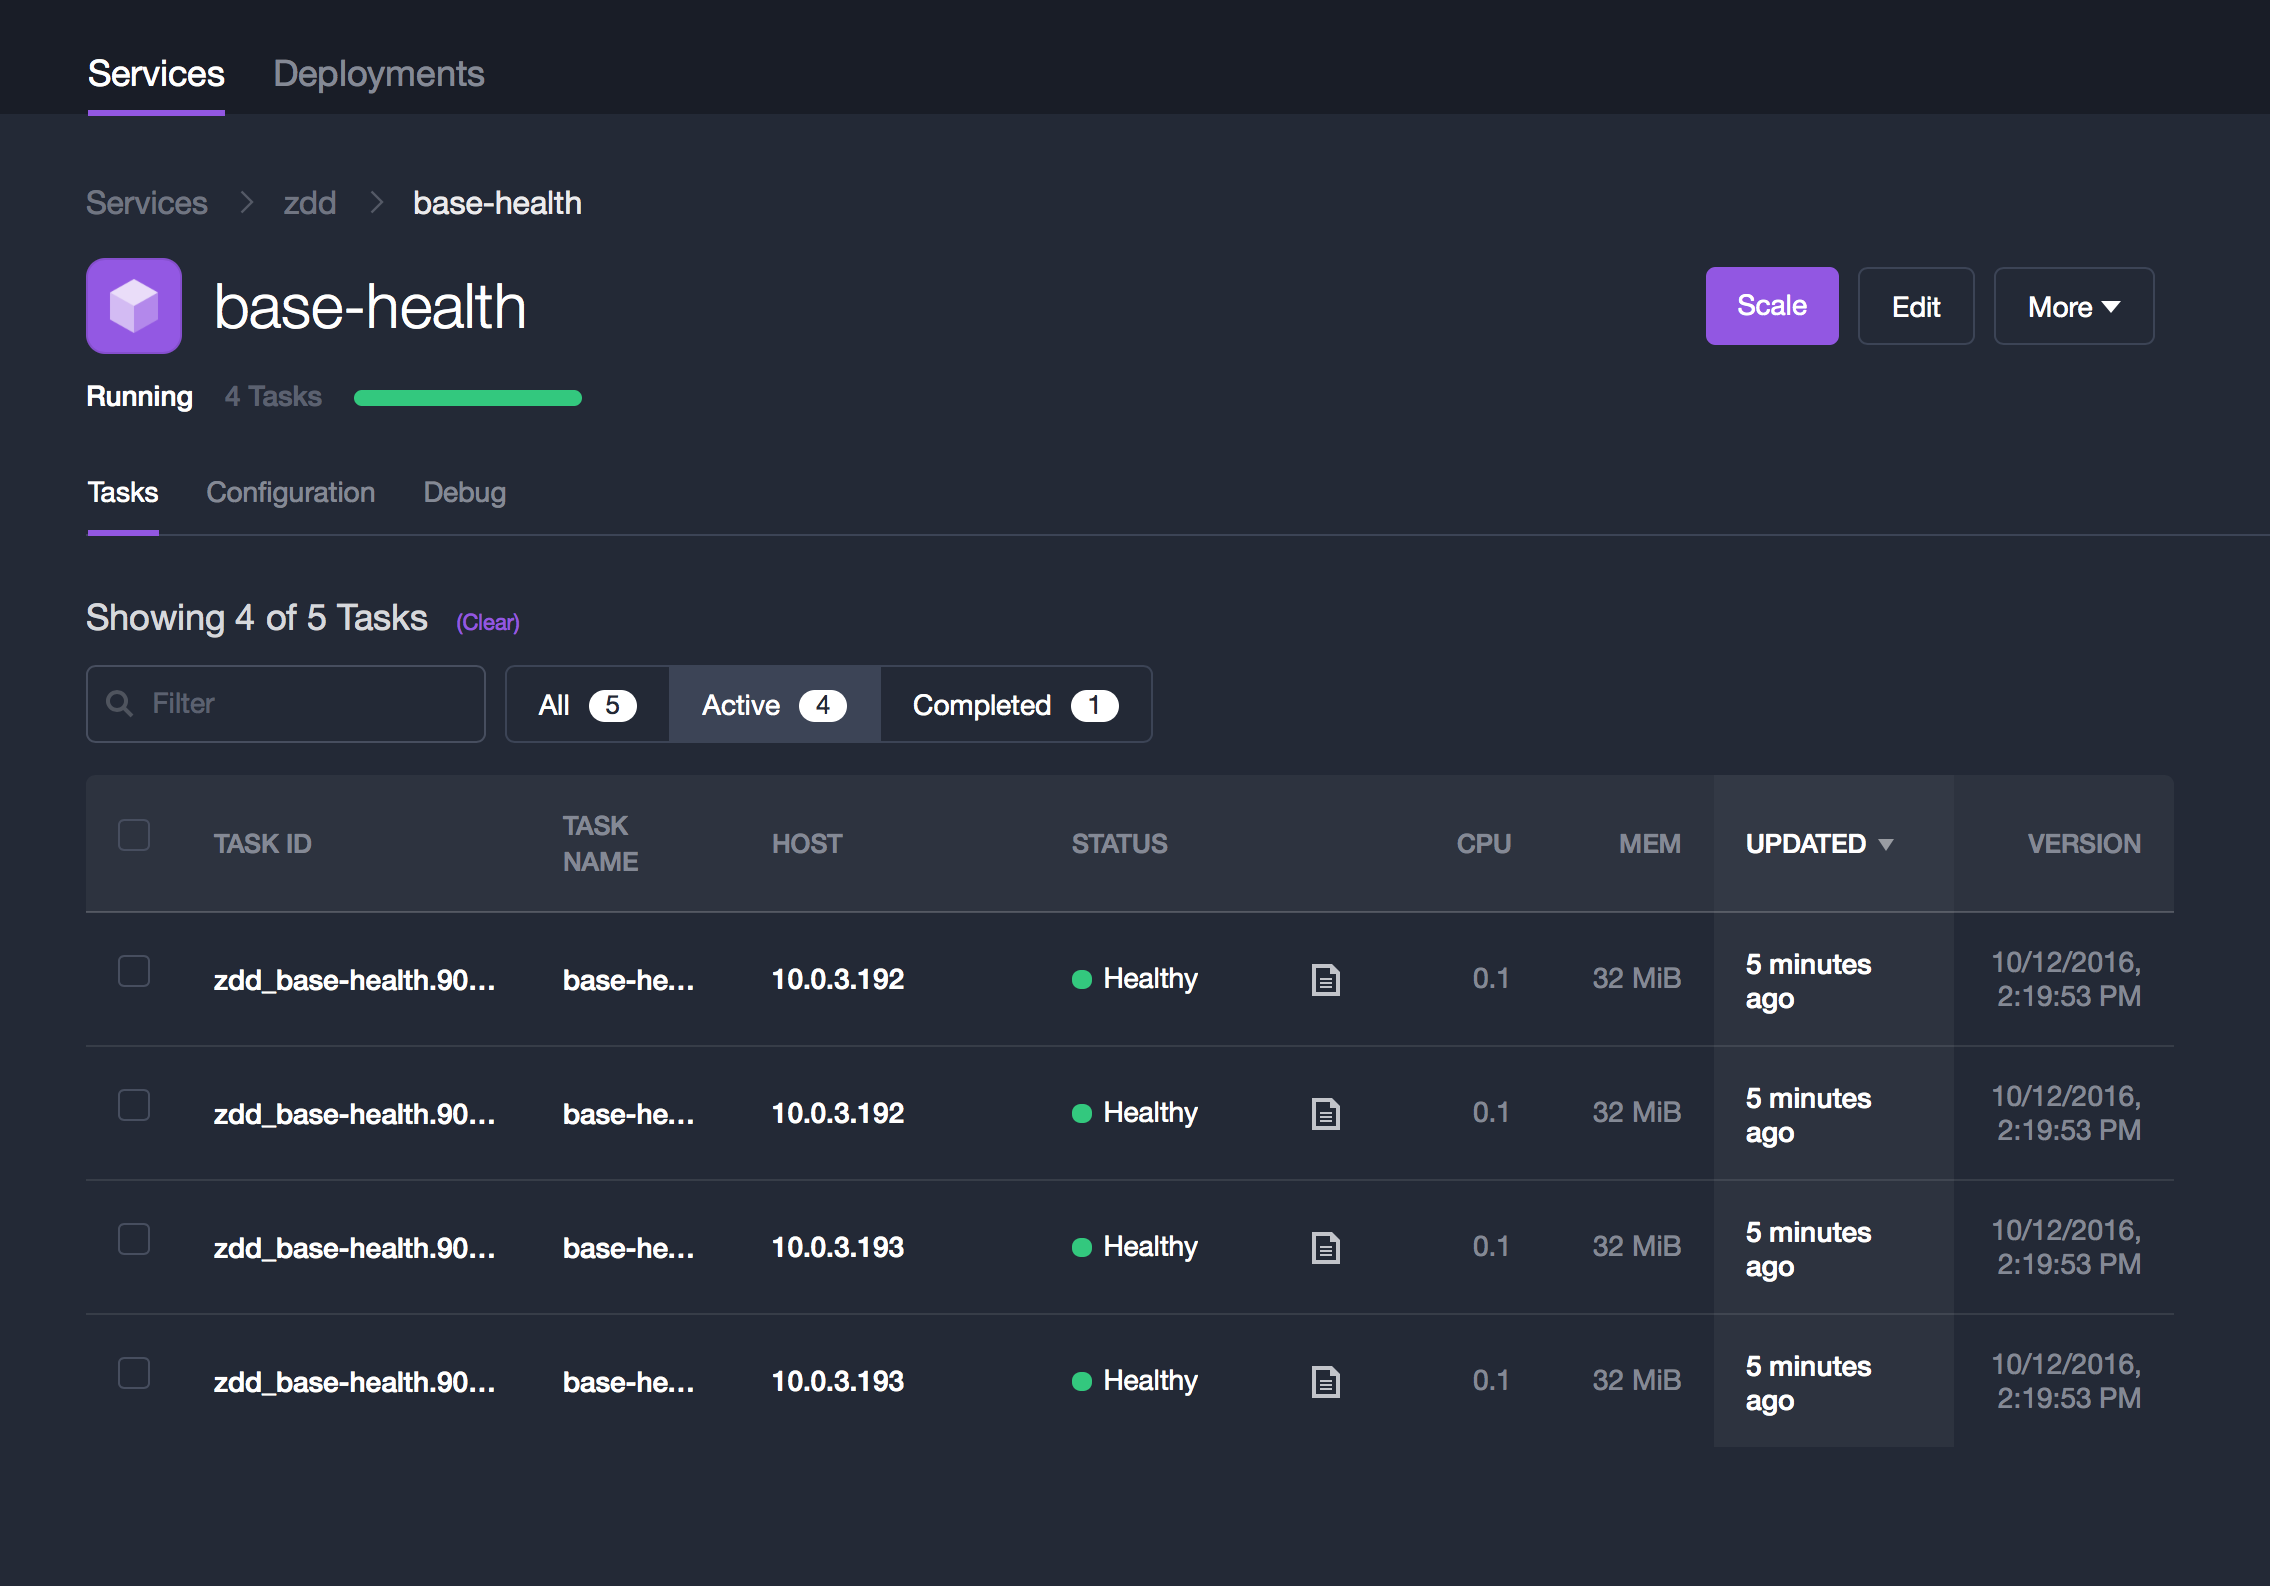 Services Deployments
Services > zdd > base-health
base-health
Scale Edit More
Running 4 Tasks
Tasks Configuration Debug
Showing 4 of 5 Tasks (Clear)
Filter All 5 Active 4 Completed 1
TASK ID TASK NAME HOST STATUS CPU MEM UPDATED VERSION
zdd_base-health.90... base-he... 10.0.3.192 Healthy 0.1 32 MiB 5 minutes ago 10/12/2016, 2:19:53 PM
zdd_base-health.90... base-he... 10.0.3.192 Healthy 0.1 32 MiB 5 minutes ago 10/12/2016, 2:19:53 PM
zdd_base-health.90... base-he... 10.0.3.193 Healthy 0.1 32 MiB 5 minutes ago 10/12/2016, 2:19:53 PM
zdd_base-health.90... base-he... 10.0.3.193 Healthy 0.1 32 MiB 5 minutes ago 10/12/2016, 2:19:53 PM